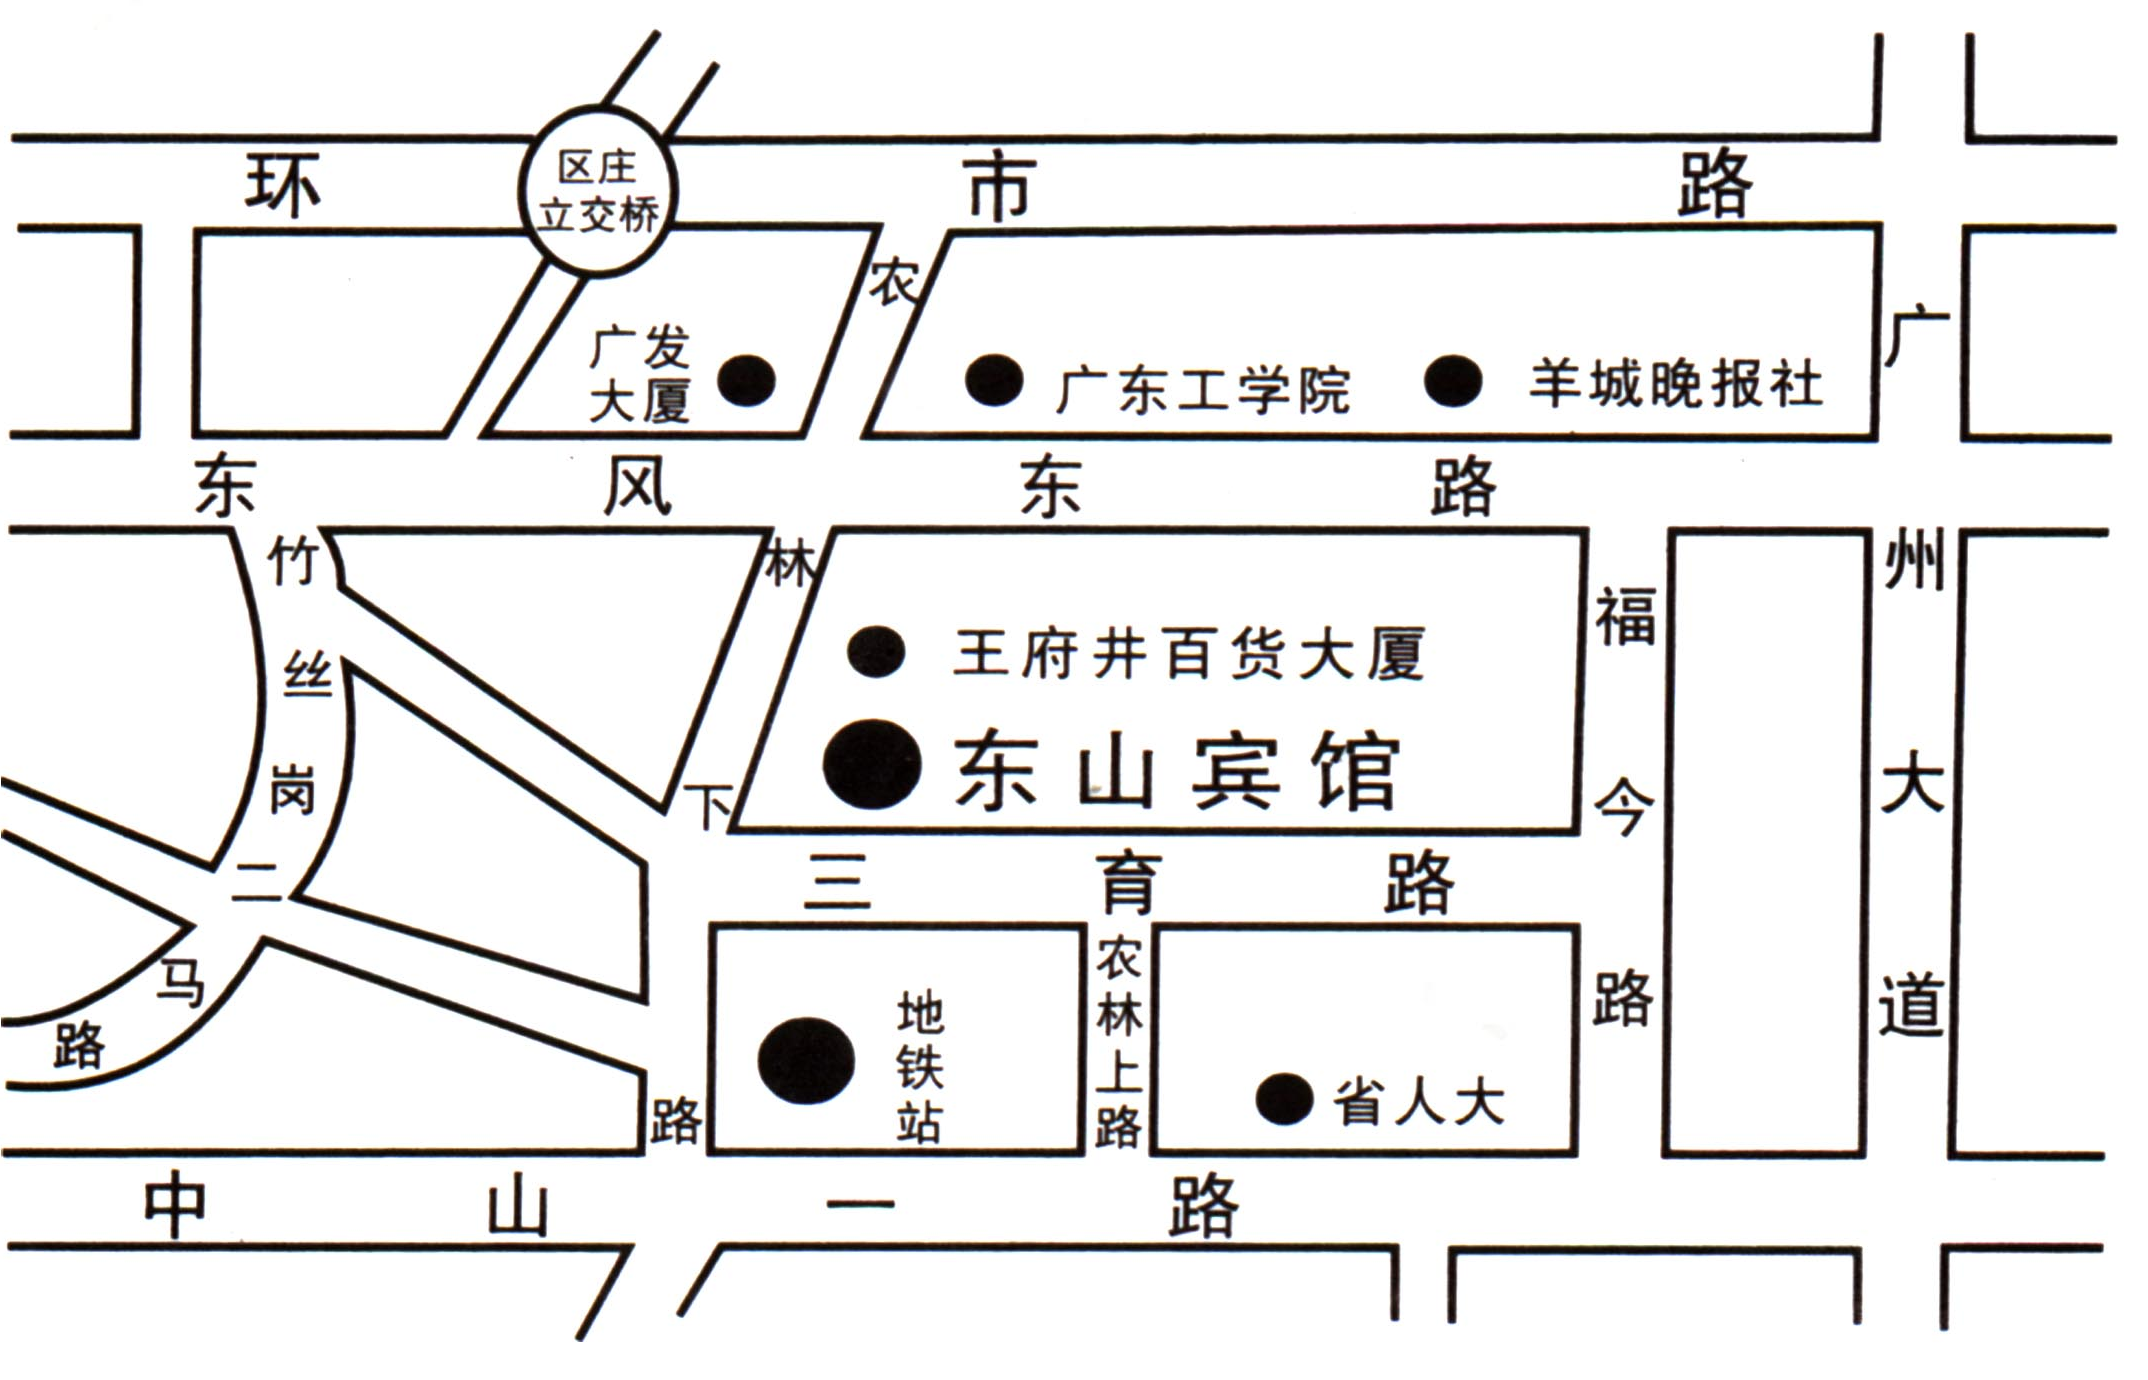 环市路
区庄
立交桥
广发
大厦
广东工学院
羊城晚报社
东风东路
农林下路
竹丝岗二马路
王府井百货大厦
东山宾馆
福今路
广州大道
三育路
地铁站
农林上路
省人大
中山一路